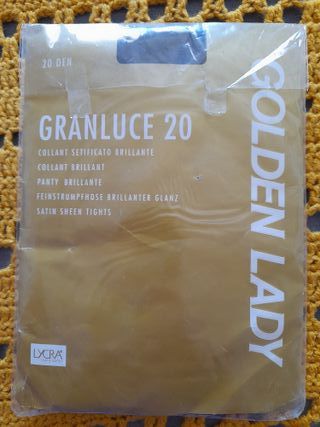 20 DEN
GRANLUCE 20
COLLANT SETIFICATO BRILLANTE
COLLANT BRILLANT
PANTY BRILLANTE
FEINSTRUMPFHOSE BRILLANTER GLANZ
SATIN SHEEN TIGHTS
GOLDEN LADY
LYCRA